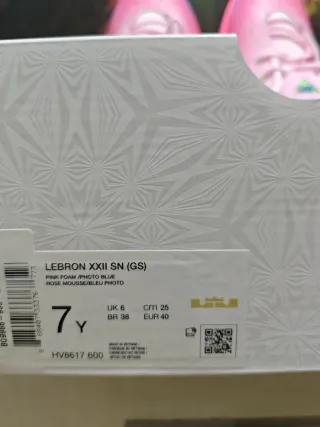 LEBRON XXII SN (GS)
PINK FOAM /PHOTO BLUE
ROSE MOUSSE/BLEU PHOTO
7 Y
UK 6 cm 25
BR 38 EUR 40
HV8617 600